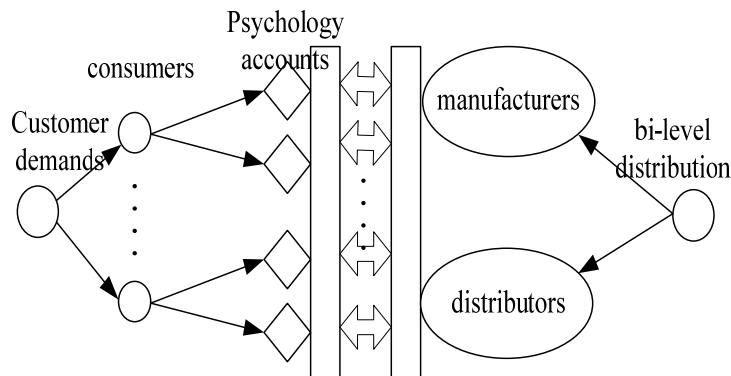 Psychology
accounts
consumers
Customer
demands
manufacturers
bi-level
distribution
distributors